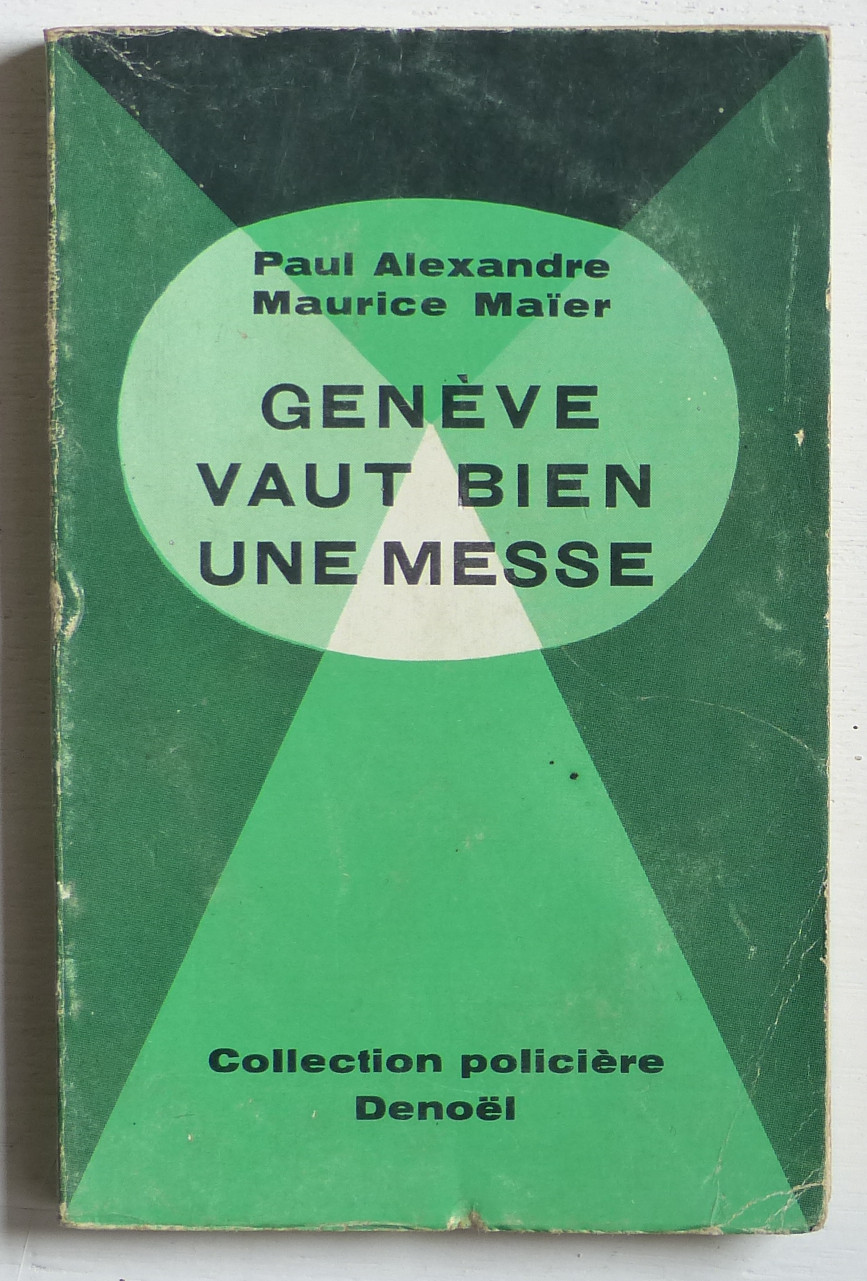 Paul Alexandre
Maurice Maïer
GENÈVE
VAUT BIEN
UNE MESSE
Collection policière
Denoël